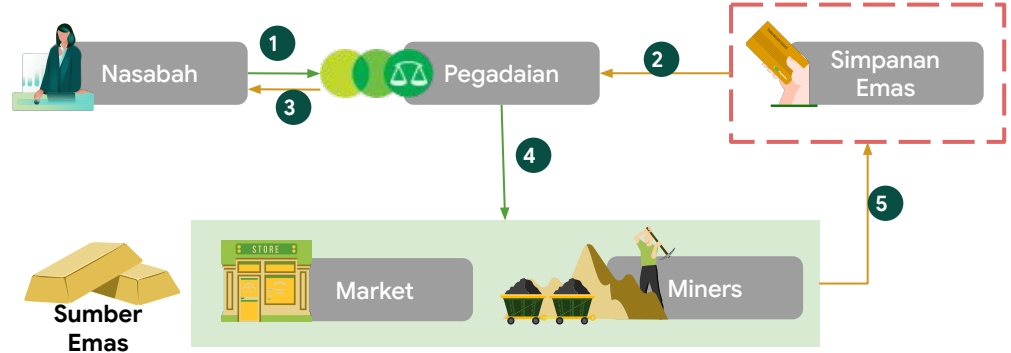 1
2
3
4
5
Nasabah
Pegadaian
Simpanan
Emas
STORE
Market
Miners
Sumber
Emas